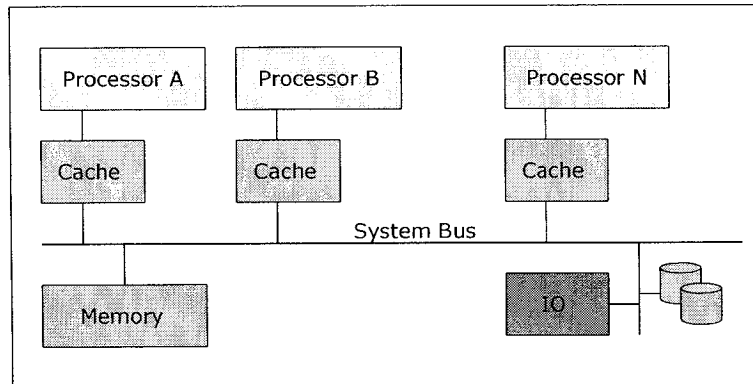 Processor A
Processor B
Processor N
Cache
Cache
Cache
System Bus
Memory
IO